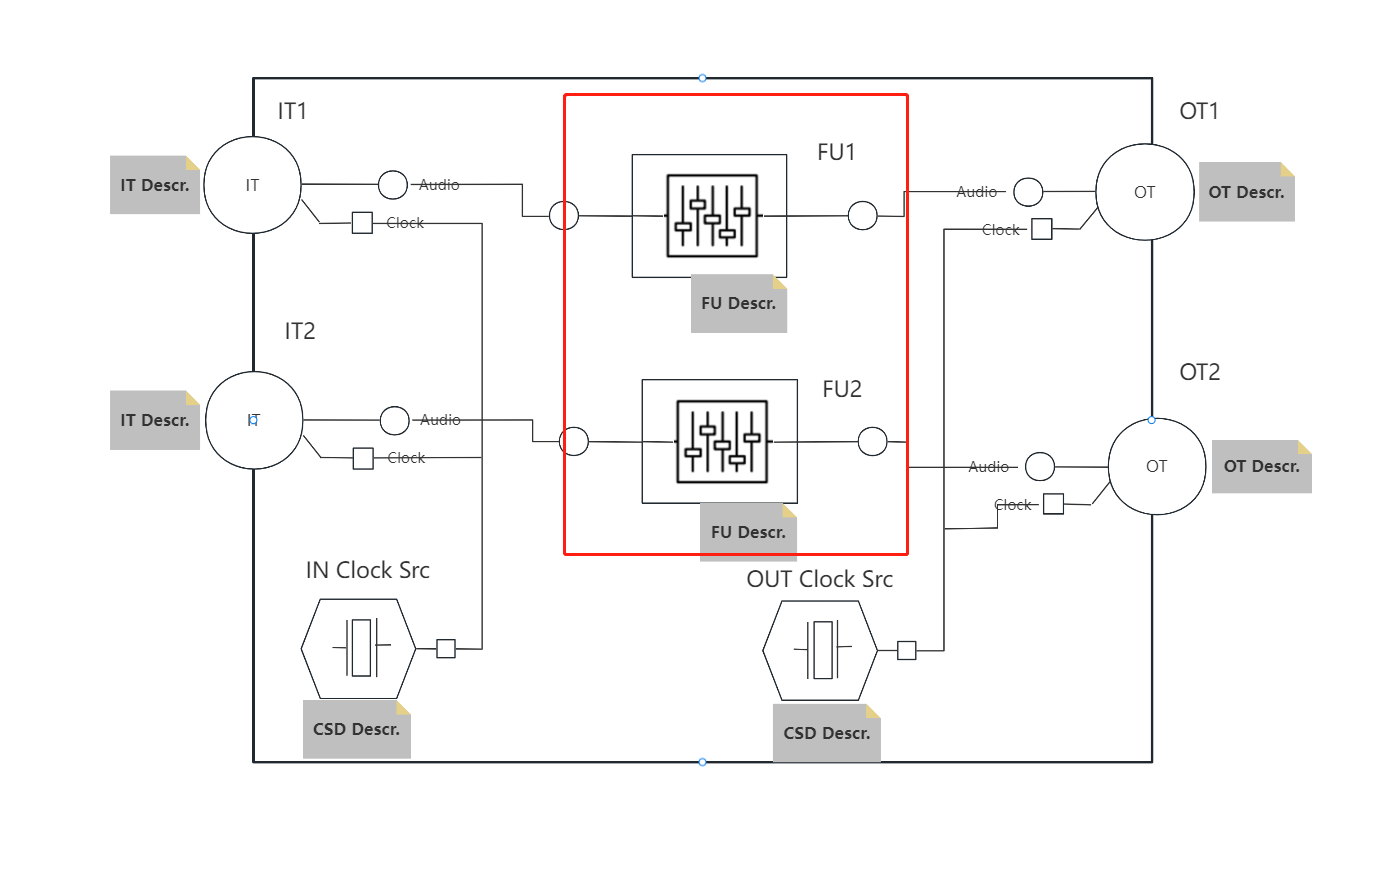 IT1
OT1
FU1
IT Descr.
IT
Audio
Audio
OT
OT Descr.
Clock
Clock
FU Descr.
IT2
OT2
FU2
IT Descr.
IT
Audio
Clock
Audio
OT
OT Descr.
Clock
FU Descr.
IN Clock Src
OUT Clock Src
CSD Descr.
CSD Descr.